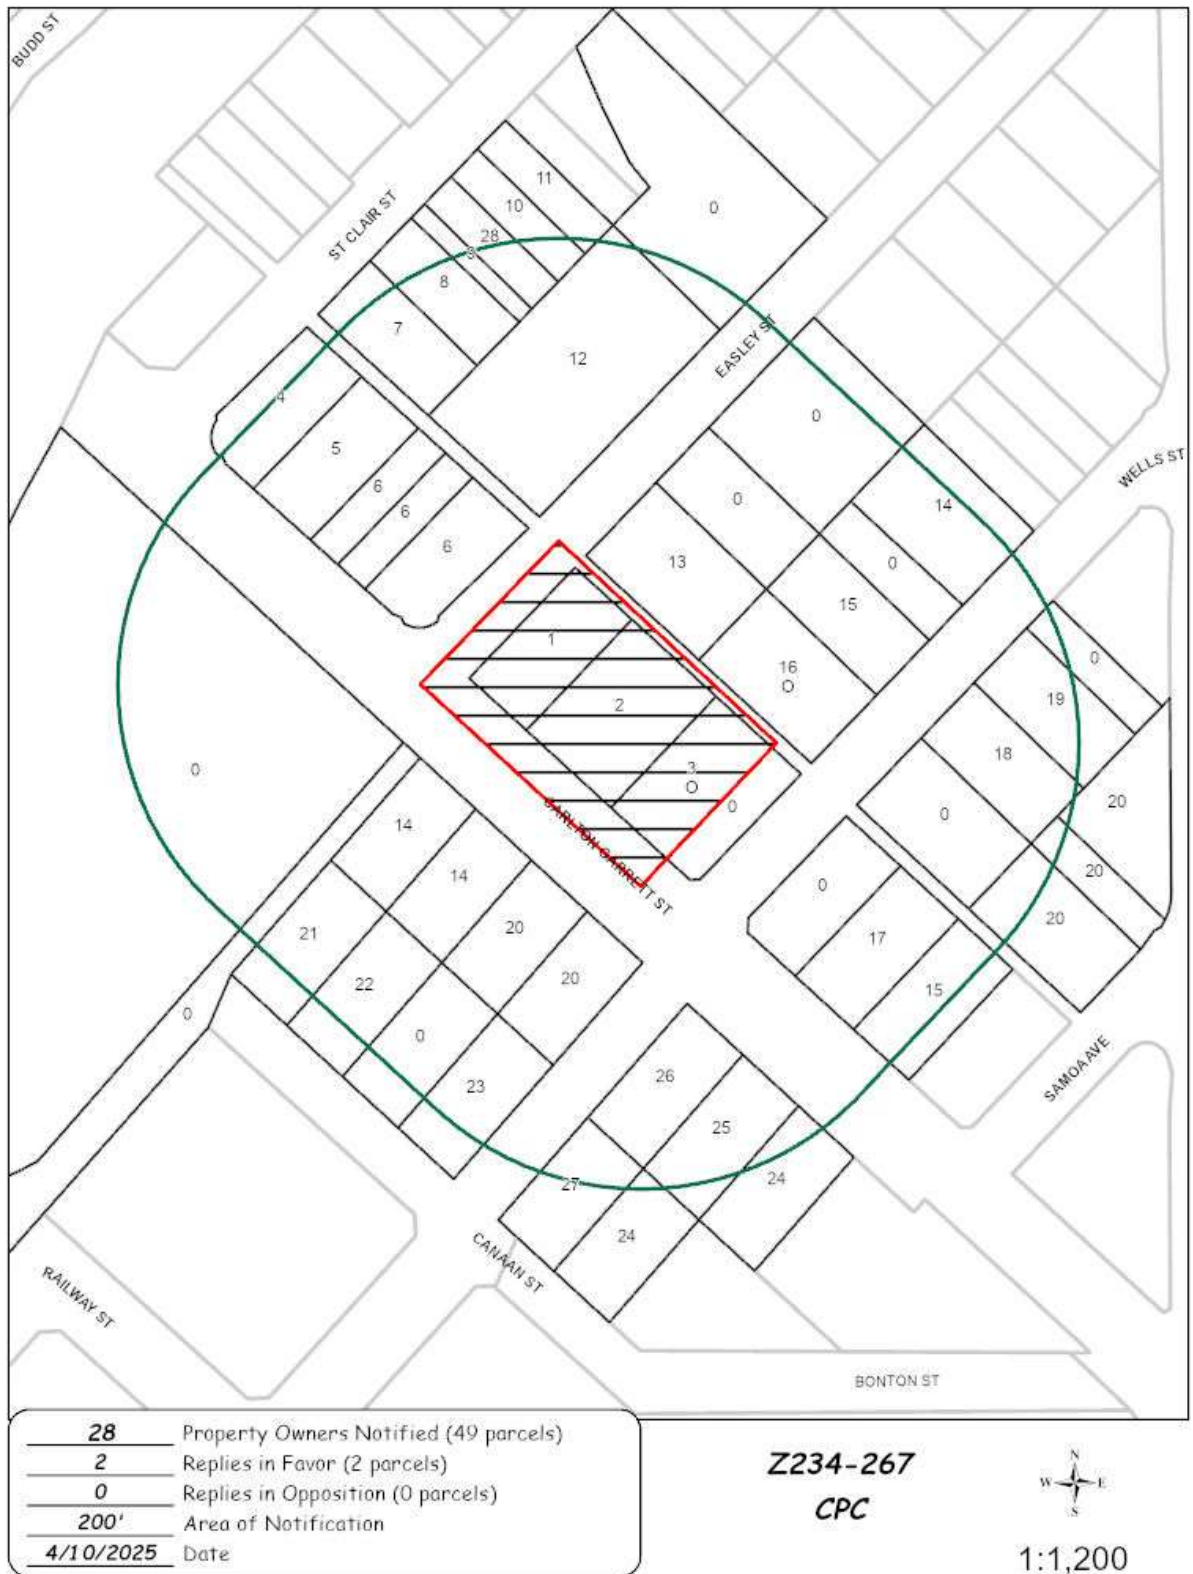 BUDD ST
11
10
0
ST CLAIR ST
28
9
8
7
12
EASLEY ST
4
0
5
WELLS ST
6
0
14
6
6
13
0
15
1
0
16
O
19
2
18
0
3
O
20
0
0
CARLTON GARRETT ST
14
20
14
0
20
21
20
17
20
22
15
0
0
23
26
SAMOA AVE
25
27
24
24
CANAAN ST
RAILWAY ST
BONTON ST
28 Property Owners Notified (49 parcels)
2 Replies in Favor (2 parcels)
0 Replies in Opposition (0 parcels)
200' Area of Notification
4/10/2025 Date
Z234-267
CPC
N
W E
S
1:1,200